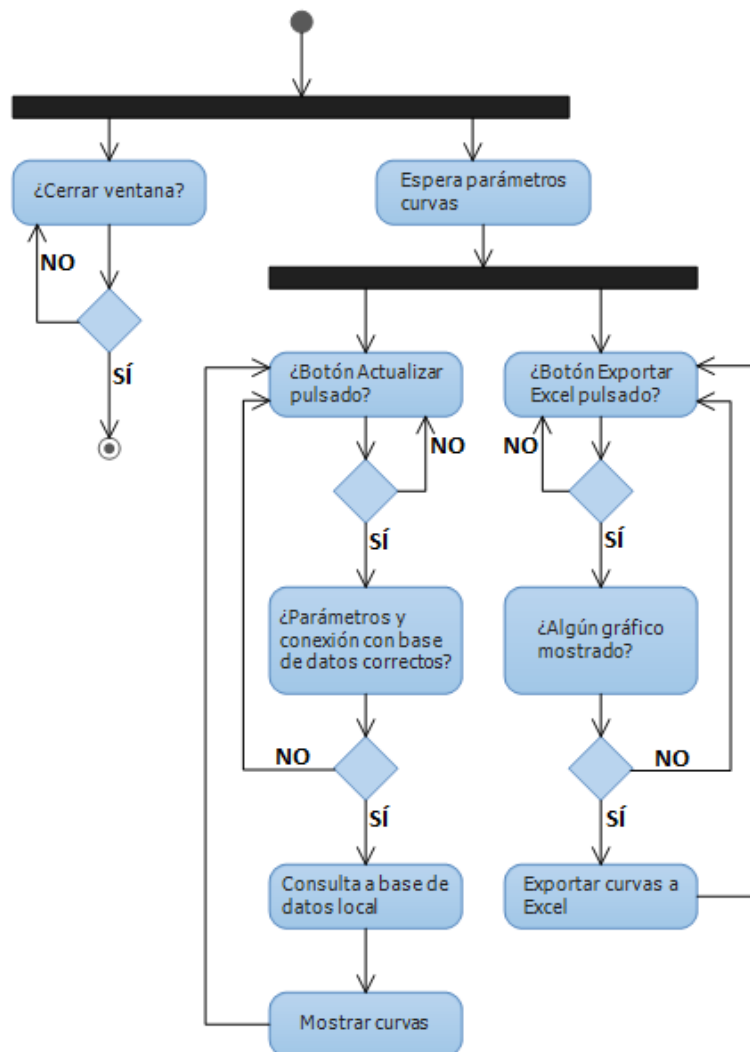 ¿Cerrar ventana?
NO
SÍ
Espera parámetros
curvas
¿Botón Actualizar
pulsado?
NO
SÍ
¿Parámetros y
conexión con base
de datos correctos?
NO
SÍ
Consulta a base de
datos local
Mostrar curvas
¿Botón Exportar
Excel pulsado?
NO
SÍ
¿Algún gráfico
mostrado?
NO
SÍ
Exportar curvas a
Excel